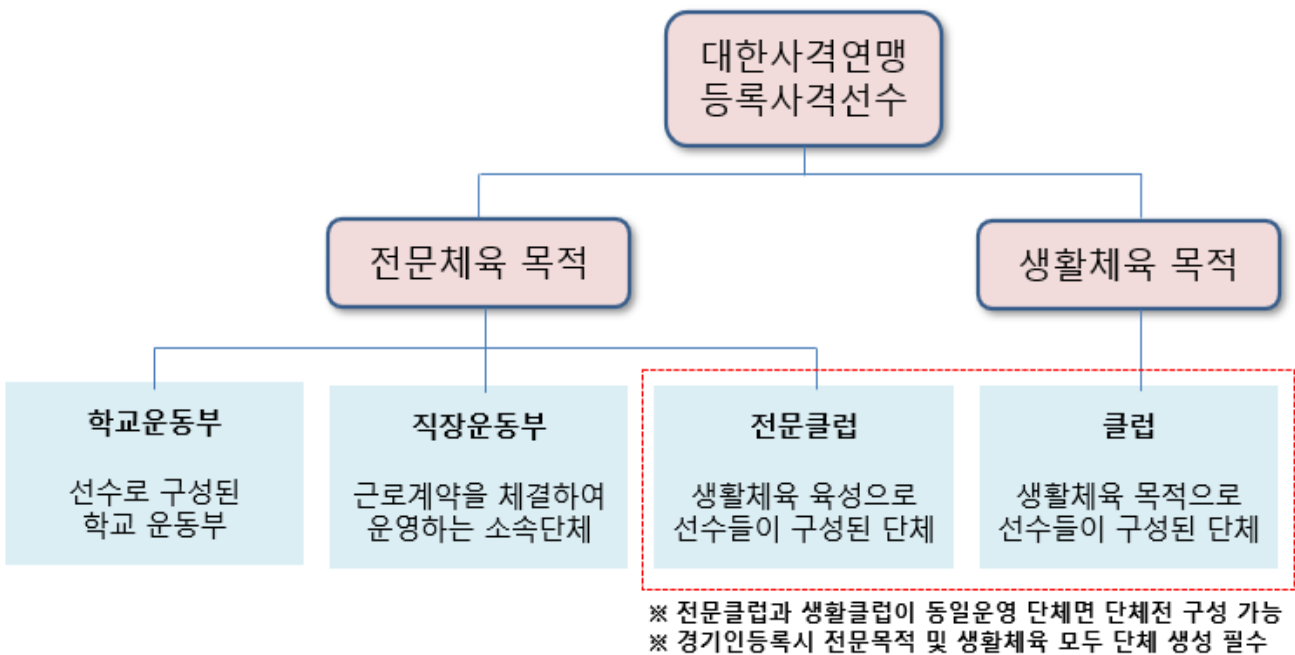 대한사격연맹
등록사격선수
전문체육 목적
생활체육 목적
학교운동부
선수로 구성된
학교 운동부
직장운동부
근로계약을 체결하여
운영하는 소속단체
전문클럽
생활체육 육성으로
선수들이 구성된 단체
클럽
생활체육 목적으로
선수들이 구성된 단체
※ 전문클럽과 생활클럽이 동일운영 단체면 단체전 구성 가능
※ 경기인등록시 전문목적 및 생활체육 모두 단체 생성 필수